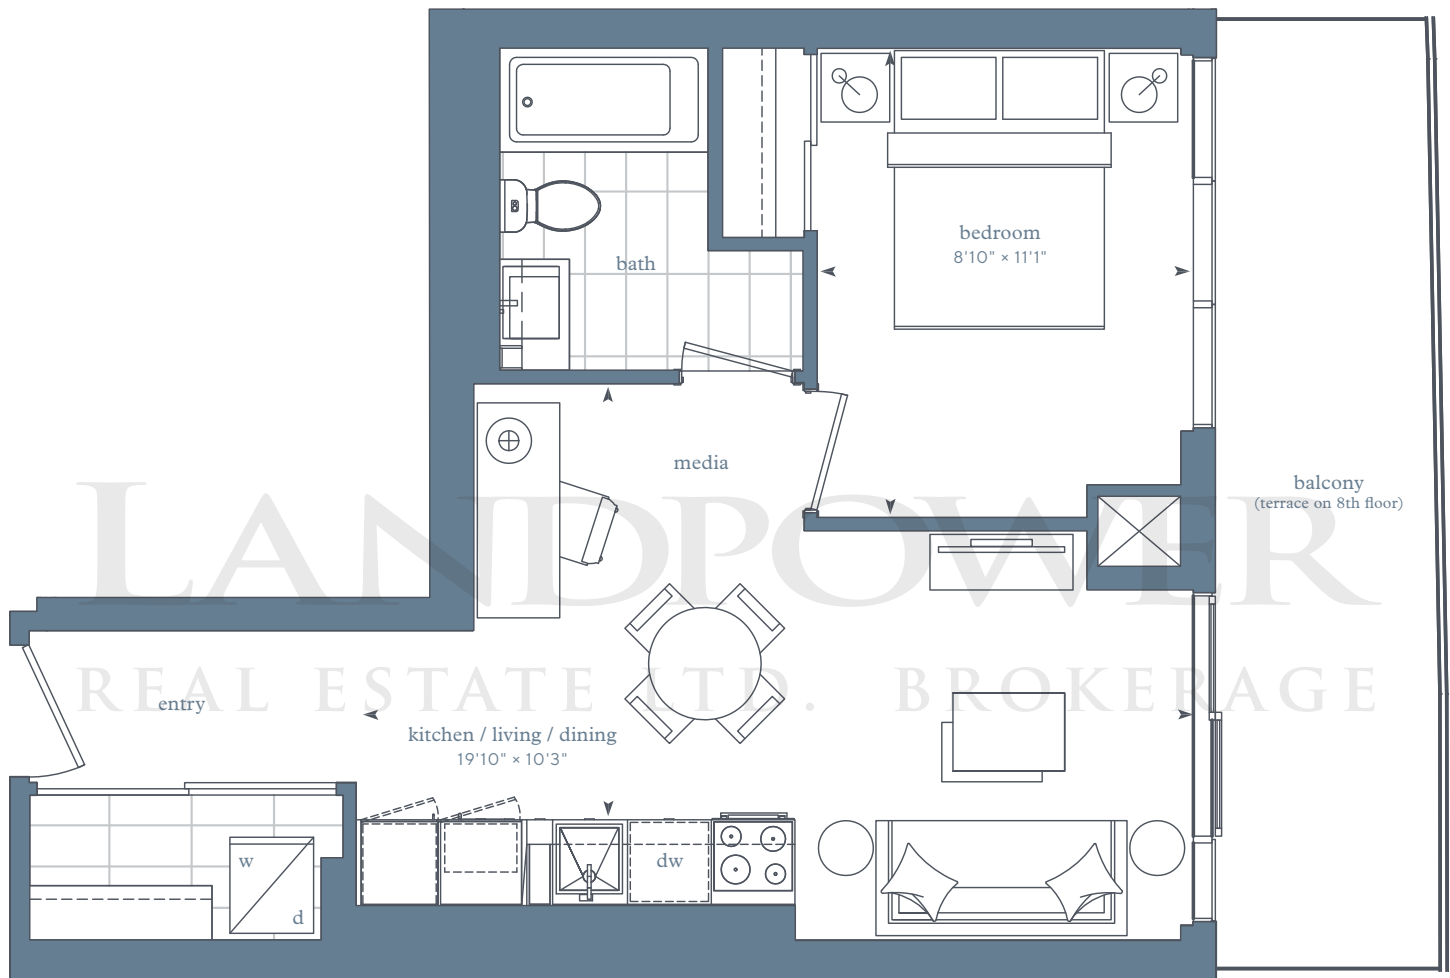 bedroom
8'10" × 11'1"
bath
media
balcony
(terrace on 8th floor)
LANDPOWER
REAL ESTATE LTD. BROKERAGE
entry
kitchen / living / dining
19'10" × 10'3"
w
d
dw